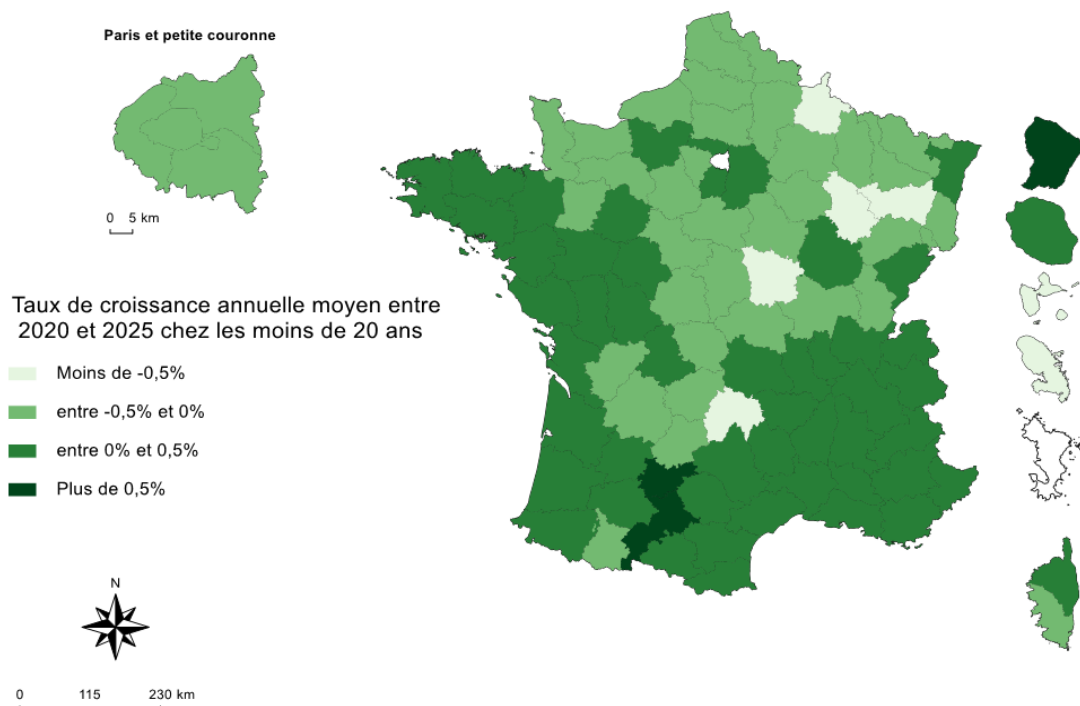 Paris et petite couronne
0 5 km
Taux de croissance annuelle moyen entre
2020 et 2025 chez les moins de 20 ans
Moins de -0,5%
entre -0,5% et 0%
entre 0% et 0,5%
Plus de 0,5%
N
0 115 230 km